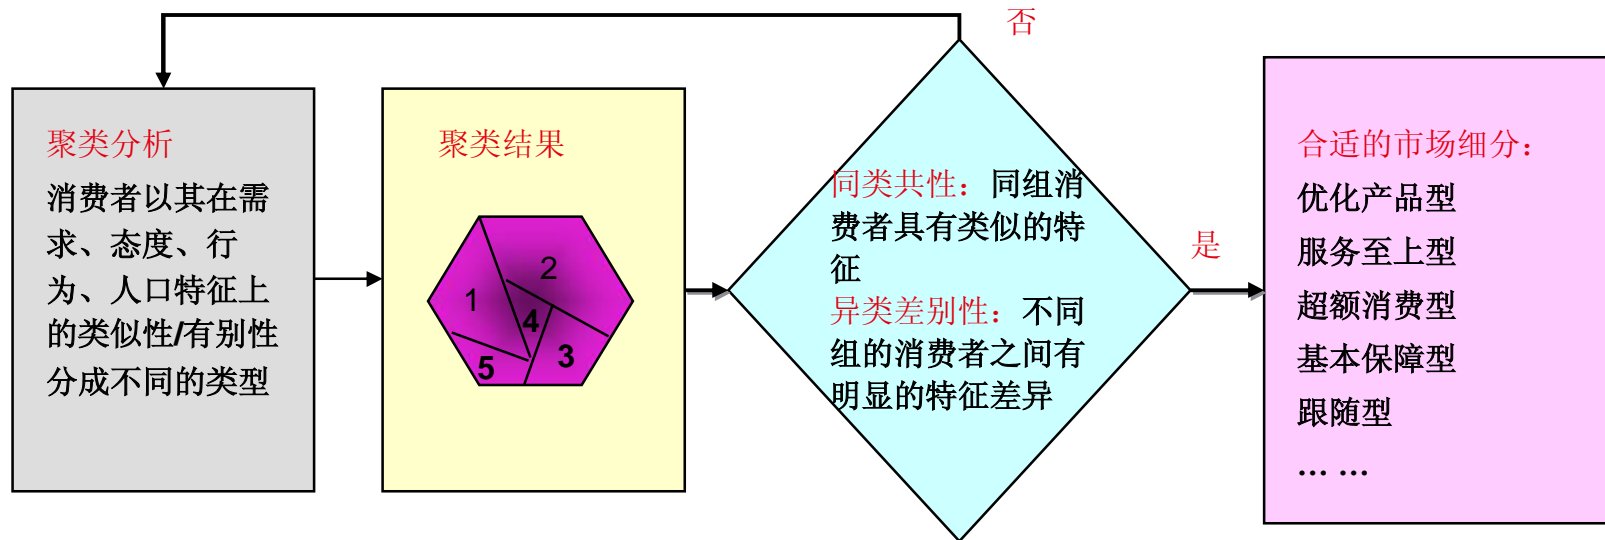 否
聚类分析
消费者以其在需
求、态度、行
为、人口特征上
的类似性/有别性
分成不同的类型
聚类结果
1
2
4
3
5
同类共性：同组消
费者具有类似的特
征
异类差别性：不同
组的消费者之间有
明显的特征差异
是
合适的市场细分：
优化产品型
服务至上型
超额消费型
基本保障型
跟随型
... ...